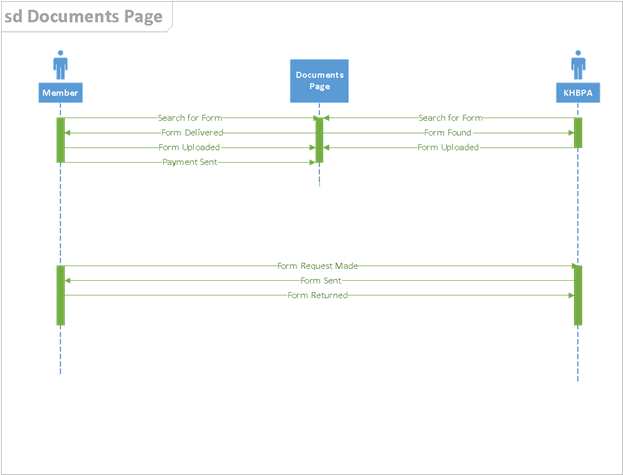 sd Documents Page
Member
Documents
Page
KHBPA
Search for Form
Search for Form
Form Delivered
Form Found
Form Uploaded
Form Uploaded
Payment Sent
Form Request Made
Form Sent
Form Returned